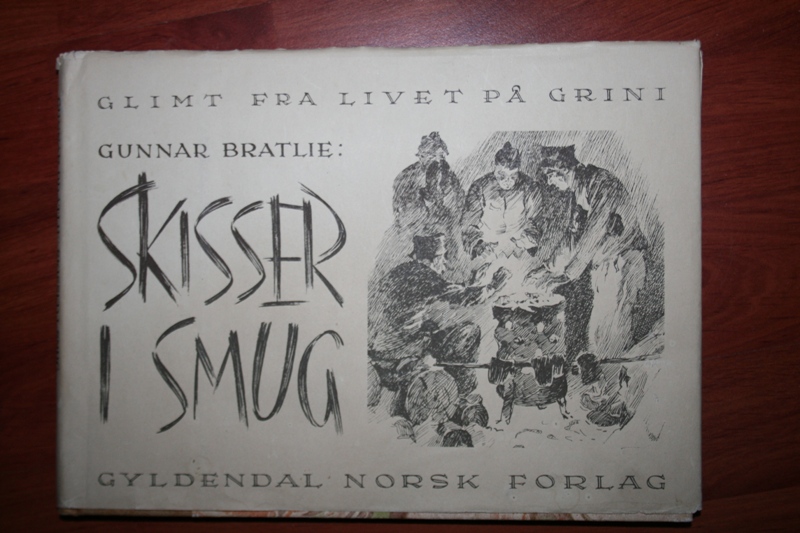 GLIMT FRA LIVET PÅ GRINI
GUNNAR BRATLIE:
SKISSER
I SMUG
GYLDENDAL NORSK FORLAG